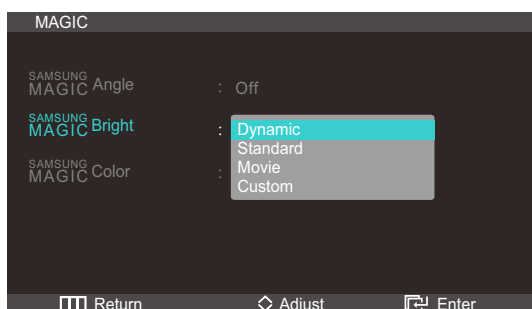 MAGIC
SAMSUNG MAGIC Angle : Off
SAMSUNG MAGIC Bright : Dynamic
Standard
Movie
Custom
SAMSUNG MAGIC Color :
Return Adjust Enter